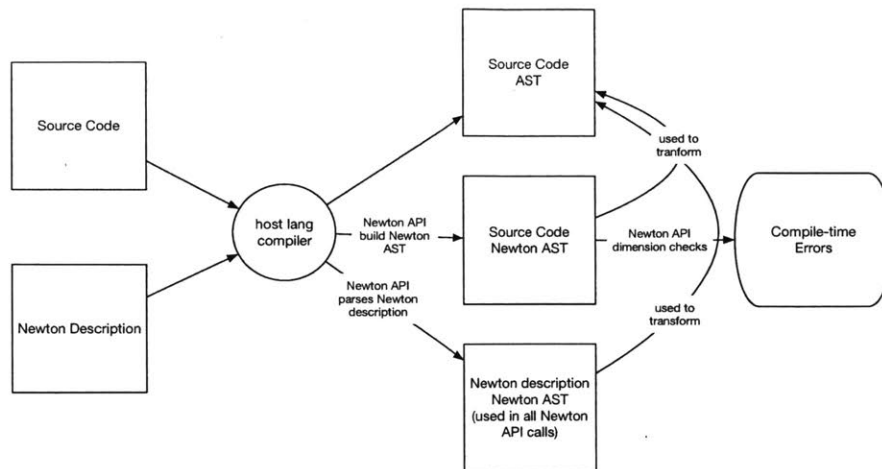 Source Code
AST
Source Code
used to
tranform
host lang
compiler
Newton API
build Newton
AST
Source Code
Newton AST
Newton API
dimension checks
Compile-time
Errors
Newton API
parses Newton
description
Newton Description
used to
transform
Newton description
Newton AST
(used in all Newton
API calls)